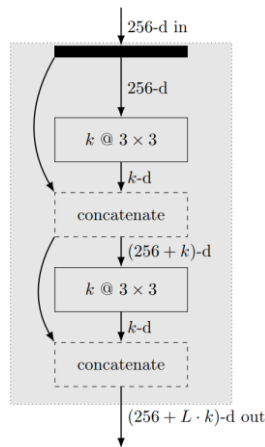 256-d in
256-d
k @ 3 × 3
k-d
concatenate
(256 + k)-d
k @ 3 × 3
k-d
concatenate
(256 + L · k)-d out